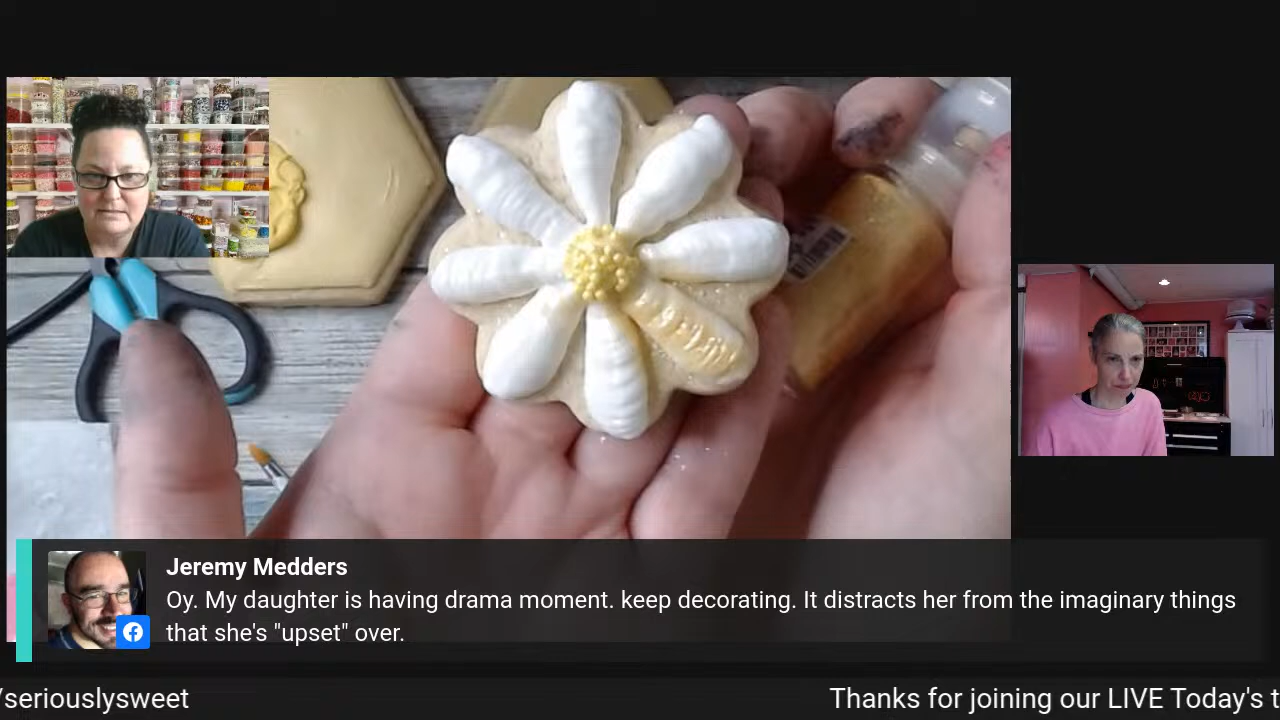 Jeremy Medders
Oy. My daughter is having drama moment. keep decorating. It distracts her from the imaginary things
that she's "upset" over.
/seriouslysweet
Thanks for joining our LIVE Today's t